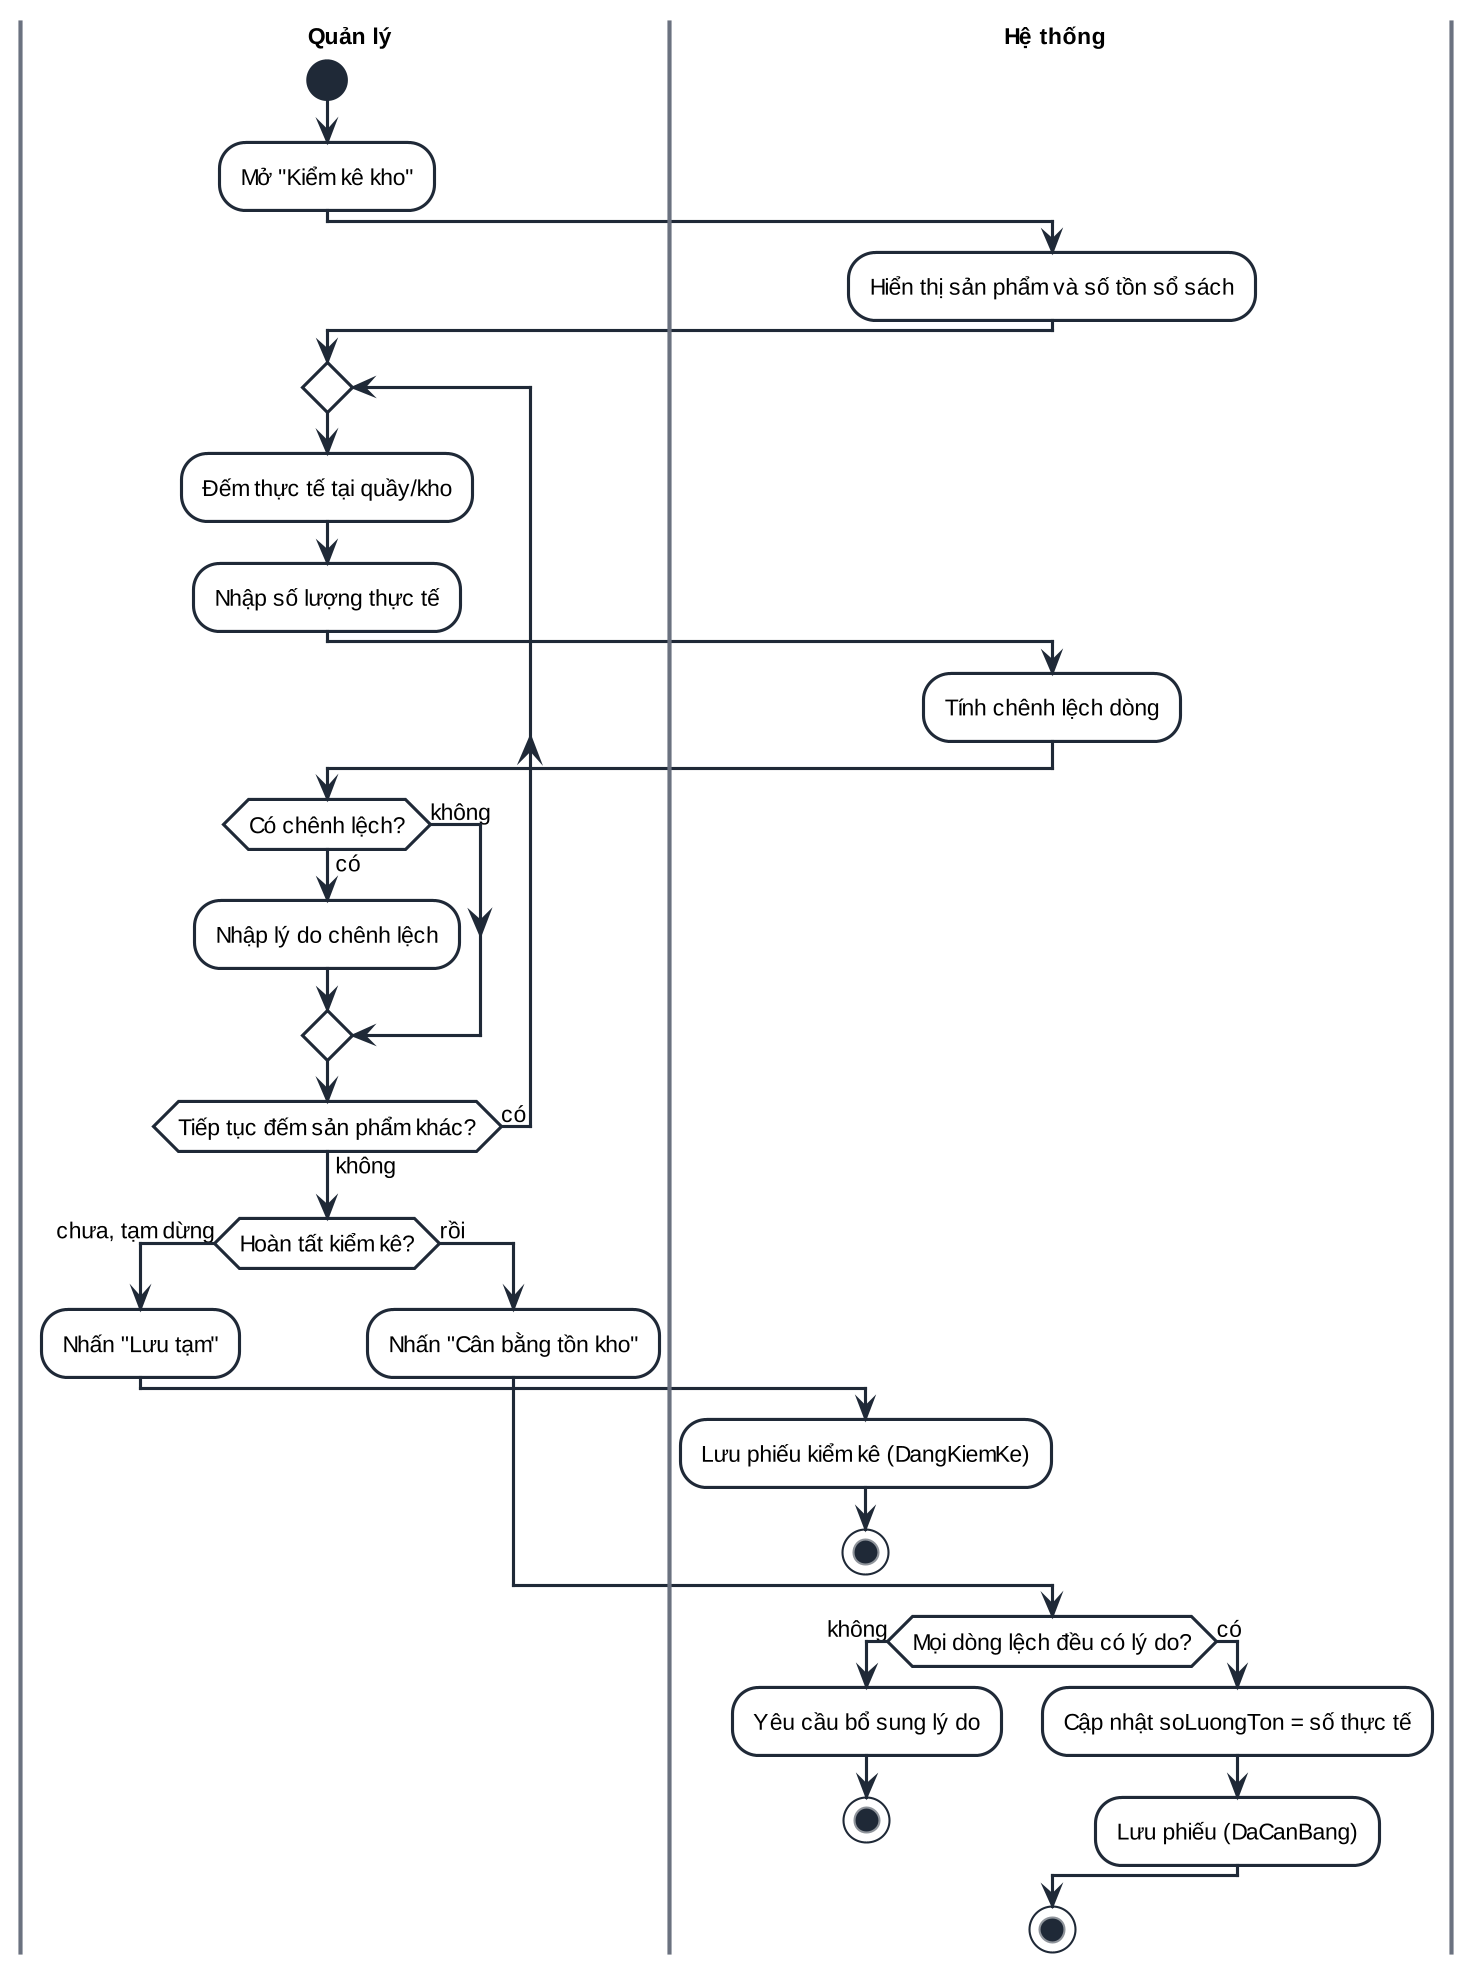 Quản lý
Hệ thống
Mở "Kiểm kê kho"
Hiển thị sản phẩm và số tồn sổ sách
Đếm thực tế tại quầy/kho
Nhập số lượng thực tế
Tính chênh lệch dòng
Có chênh lệch?
không
có
Nhập lý do chênh lệch
Tiếp tục đếm sản phẩm khác?
có
không
chưa, tạm dừng
Hoàn tất kiểm kê?
rồi
Nhấn "Lưu tạm"
Nhấn "Cân bằng tồn kho"
Lưu phiếu kiểm kê (DangKiemKe)
không
Mọi dòng lệch đều có lý do?
có
Yêu cầu bổ sung lý do
Cập nhật soLuongTon = số thực tế
Lưu phiếu (DaCanBang)